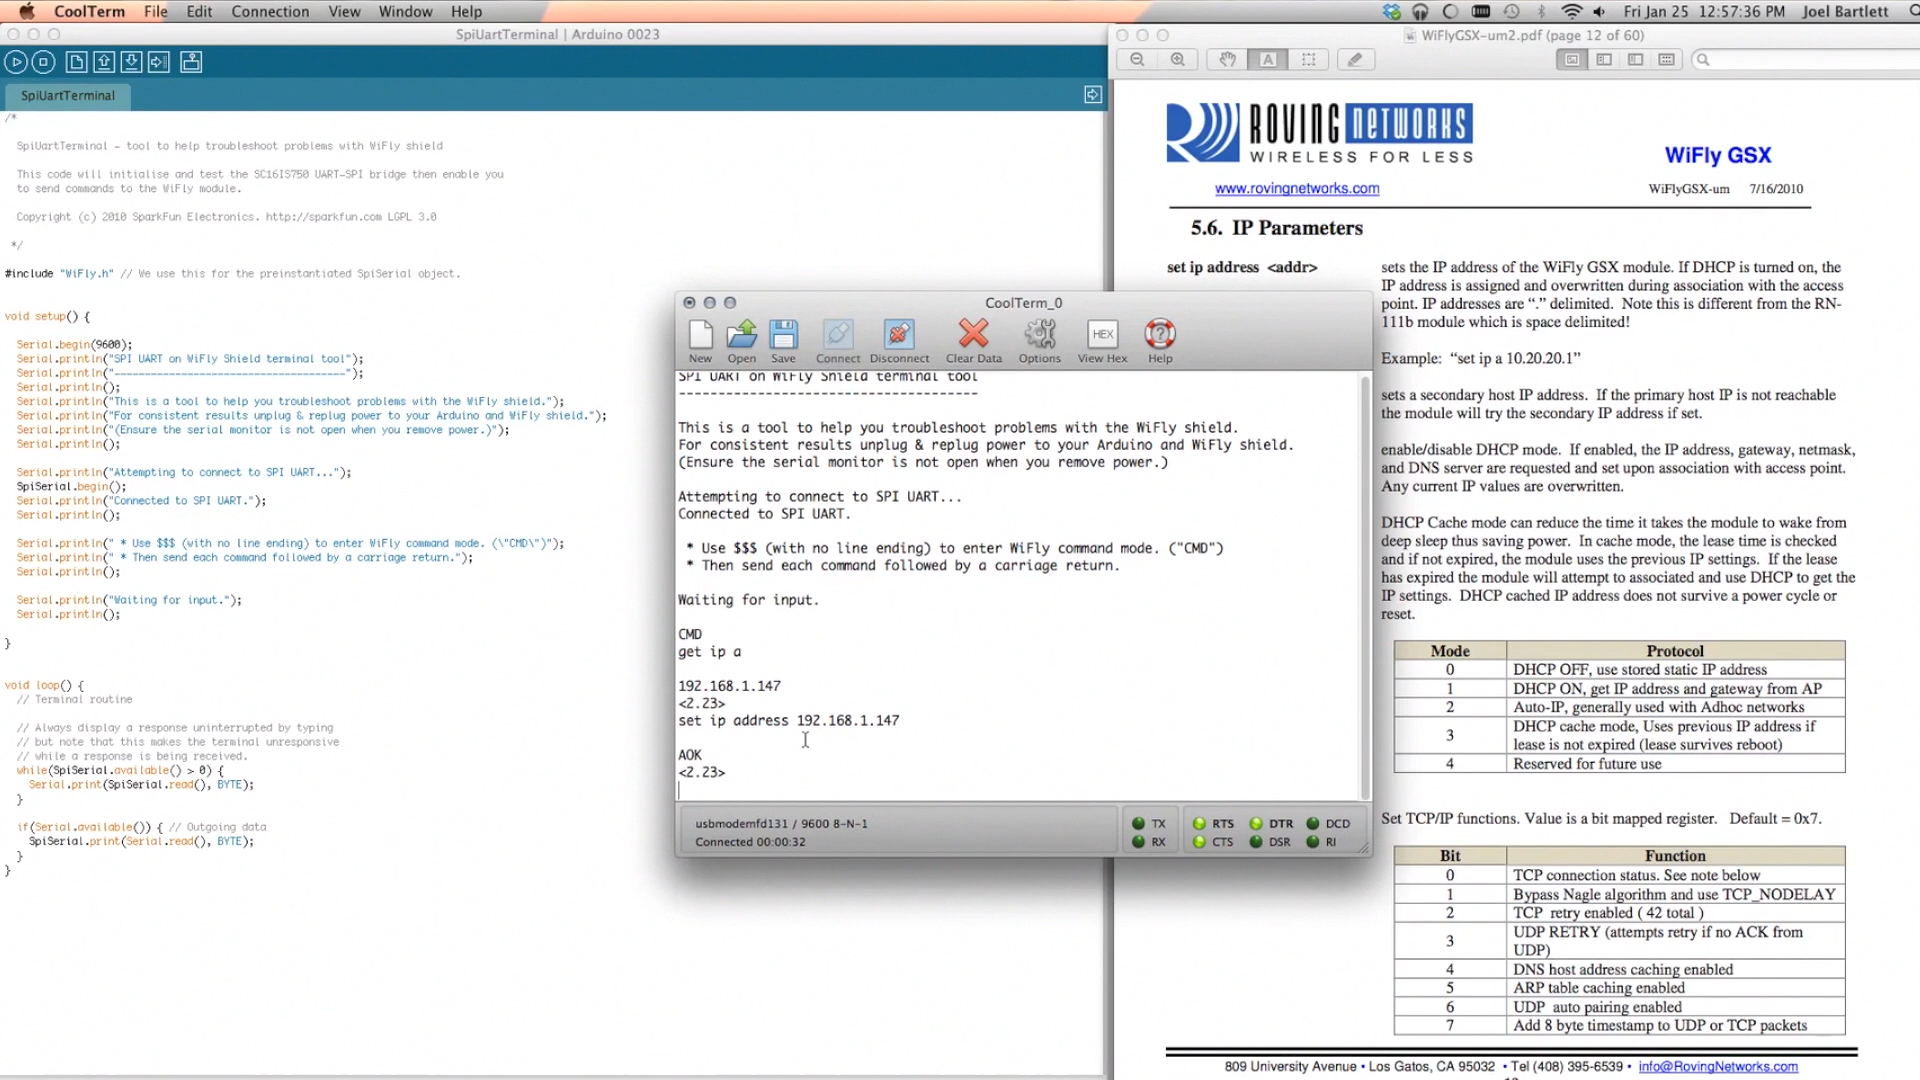 CoolTerm File Edit Connection View Window Help
Fri Jan 25 12:57:36 PM Joel Bartlett
SpiUartTerminal | Arduino 0023
SpiUartTerminal
/*
SpiUartTerminal - tool to help troubleshoot problems with WiFly shield
This code will initialise and test the SC16IS750 UART-SPI bridge then enable you
to send commands to the WiFly module.
Copyright (c) 2010 SparkFun Electronics. http://sparkfun.com LGPL 3.0
*/
#include "WiFly.h" // We use this for the preinstantiated SpiSerial object.
void setup() {
Serial.begin(9600);
Serial.println("SPI UART on WiFly Shield terminal tool");
Serial.println("--------------------------------------");
Serial.println();
Serial.println("This is a tool to help you troubleshoot problems with the WiFly shield.");
Serial.println("For consistent results unplug & replug power to your Arduino and WiFly shield.");
Serial.println("(Ensure the serial monitor is not open when you remove power.)");
Serial.println();
Serial.println("Attempting to connect to SPI UART...");
SpiSerial.begin();
Serial.println("Connected to SPI UART.");
Serial.println();
Serial.println(" * Use $$$ (with no line ending) to enter WiFly command mode. (\"CMD\")");
Serial.println(" * Then send each command followed by a carriage return.");
Serial.println();
Serial.println("Waiting for input.");
Serial.println();
}
void loop() {
// Terminal routine
// Always display a response uninterrupted by typing
// but note that this makes the terminal unresponsive
// while a response is being received.
while(SpiSerial.available() > 0) {
Serial.print(SpiSerial.read(), BYTE);
}
if(Serial.available()) { // Outgoing data
SpiSerial.print(Serial.read(), BYTE);
}
}
CoolTerm_0
New Open Save Connect Disconnect Clear Data Options View Hex Help
HEX
SPI UART on WiFly Shield terminal tool
--------------------------------------
This is a tool to help you troubleshoot problems with the WiFly shield.
For consistent results unplug & replug power to your Arduino and WiFly shield.
(Ensure the serial monitor is not open when you remove power.)
Attempting to connect to SPI UART...
Connected to SPI UART.
* Use $$$ (with no line ending) to enter WiFly command mode. ("CMD")
* Then send each command followed by a carriage return.
Waiting for input.
CMD
get ip a
192.168.1.147
<2.23>
set ip address 192.168.1.147
AOK
<2.23>
usbmodemfd131 / 9600 8-N-1
Connected 00:00:32
TX RTS DTR DCD
RX CTS DSR RI
WiFlyGSX-um2.pdf (page 12 of 60)
ROVING NETWORKS
WIRELESS FOR LESS
WiFly GSX
www.rovingnetworks.com
WiFlyGSX-um 7/16/2010
5.6. IP Parameters
set ip address <addr> sets the IP address of the WiFly GSX module. If DHCP is turned on, the
IP address is assigned and overwritten during association with the access
point. IP addresses are “.” delimited. Note this is different from the RN-
111b module which is space delimited!
Example: “set ip a 10.20.20.1”
sets a secondary host IP address. If the primary host IP is not reachable
the module will try the secondary IP address if set.
enable/disable DHCP mode. If enabled, the IP address, gateway, netmask,
and DNS server are requested and set upon association with access point.
Any current IP values are overwritten.
DHCP Cache mode can reduce the time it takes the module to wake from
deep sleep thus saving power. In cache mode, the lease time is checked
and if not expired, the module uses the previous IP settings. If the lease
has expired the module will attempt to associated and use DHCP to get the
IP settings. DHCP cached IP address does not survive a power cycle or
reset.
Mode Protocol
0 DHCP OFF, use stored static IP address
1 DHCP ON, get IP address and gateway from AP
2 Auto-IP, generally used with Adhoc networks
3 DHCP cache mode, Uses previous IP address if
lease is not expired (lease survives reboot)
4 Reserved for future use
Set TCP/IP functions. Value is a bit mapped register. Default = 0x7.
Bit Function
0 TCP connection status. See note below
1 Bypass Nagle algorithm and use TCP_NODELAY
2 TCP retry enabled ( 42 total )
3 UDP RETRY (attempts retry if no ACK from
UDP)
4 DNS host address caching enabled
5 ARP table caching enabled
6 UDP auto pairing enabled
7 Add 8 byte timestamp to UDP or TCP packets
809 University Avenue • Los Gatos, CA 95032 • Tel (408) 395-6539 • info@RovingNetworks.com